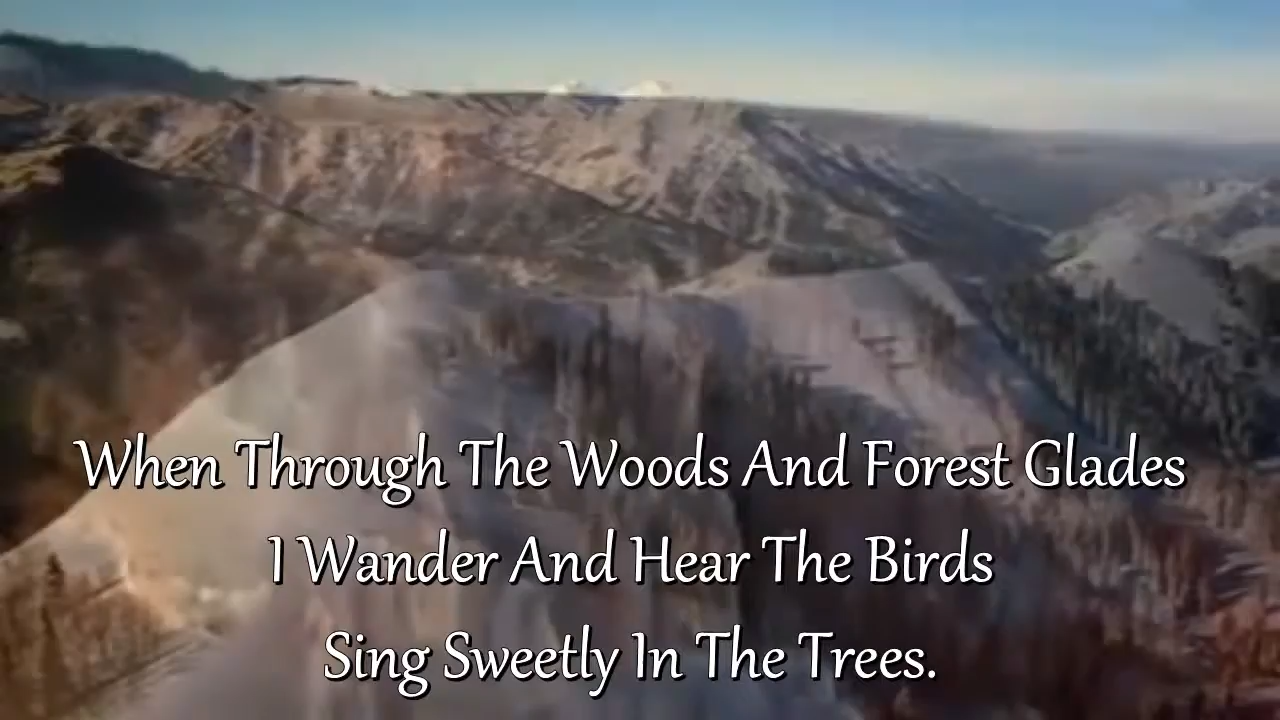 When Through The Woods And Forest Glades
I Wander And Hear The Birds
Sing Sweetly In The Trees.